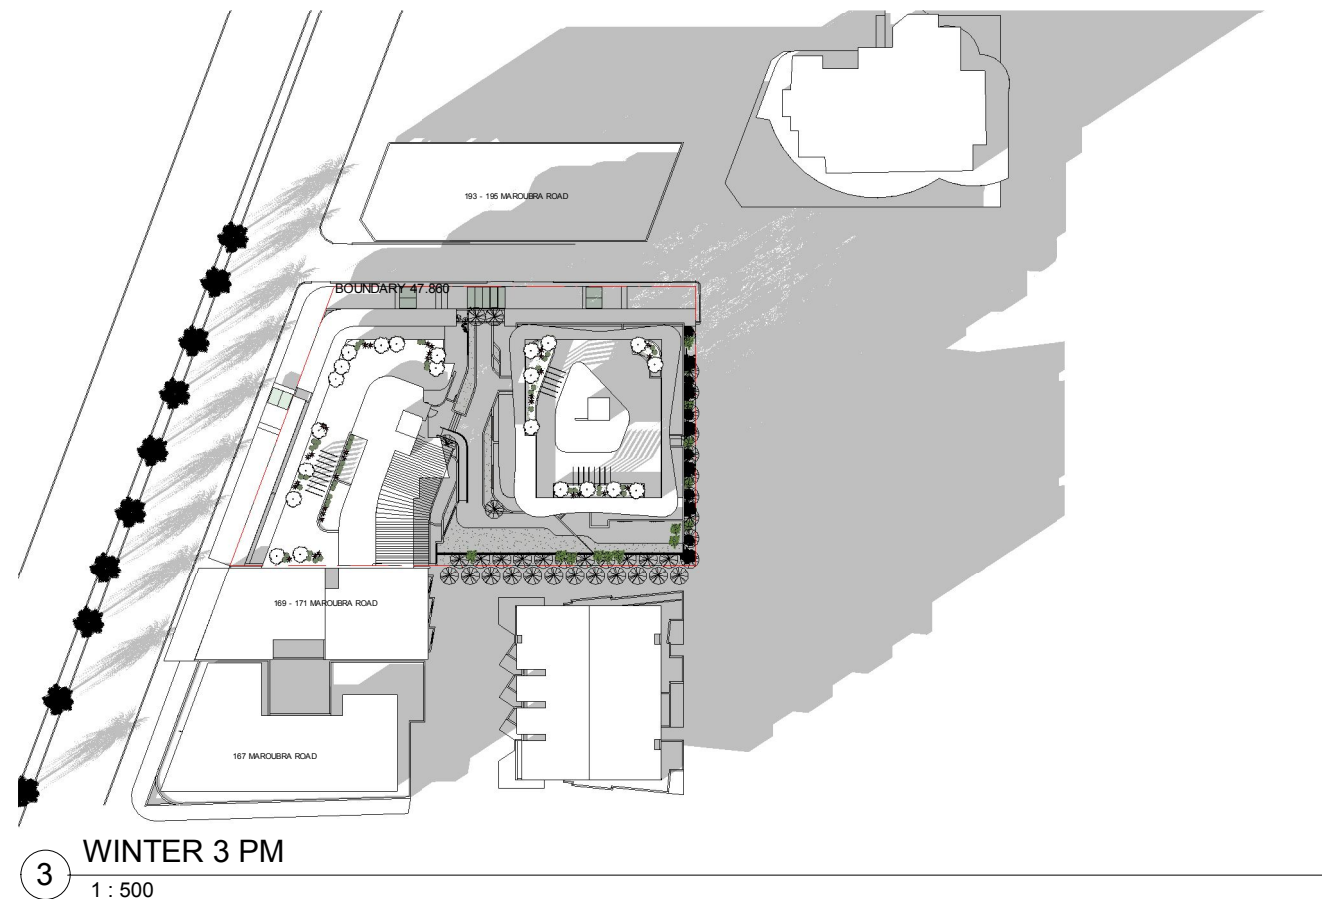 193 - 195 MAROUBRA ROAD
BOUNDARY 47.860
169 - 171 MAROUBRA ROAD
167 MAROUBRA ROAD
3
WINTER 3 PM
1 : 500